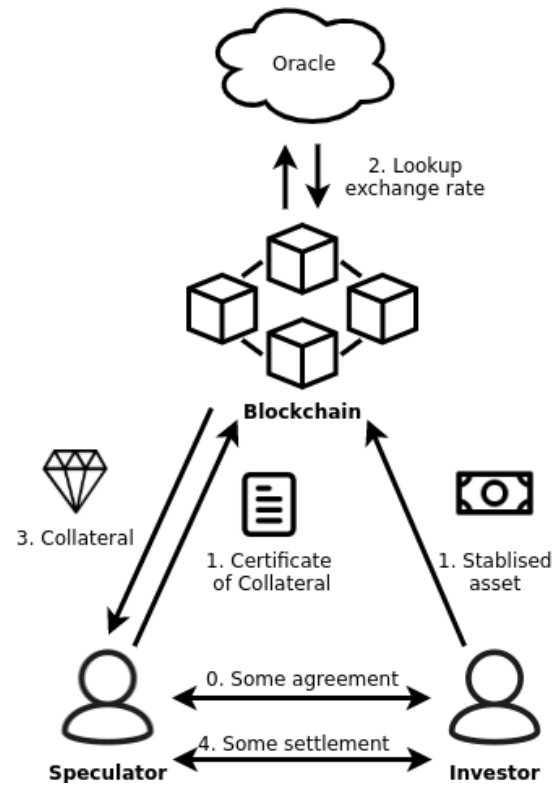 Oracle
2. Lookup
exchange rate
Blockchain
3. Collateral
1. Certificate
of Collateral
1. Stablised
asset
0. Some agreement
4. Some settlement
Speculator
Investor